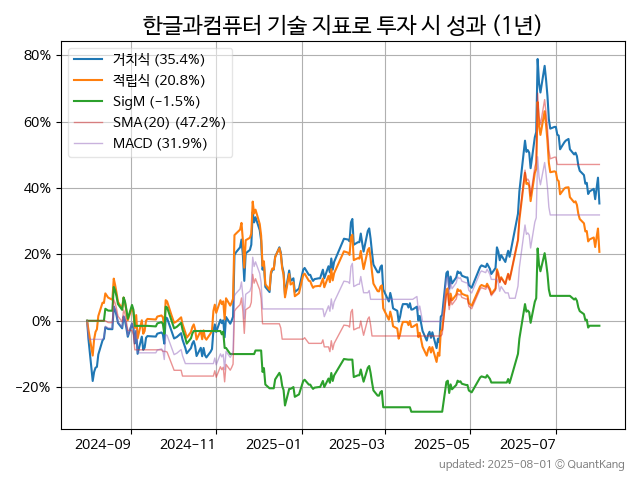 한글과컴퓨터 기술 지표로 투자 시 성과 (1년)
80%
60%
40%
20%
0%
−20%
거치식 (35.4%)
적립식 (20.8%)
SigM (−1.5%)
SMA(20) (47.2%)
MACD (31.9%)
2024−09 2024−11 2025−01 2025−03 2025−05 2025−07
updated: 2025-08-01 © QuantKang